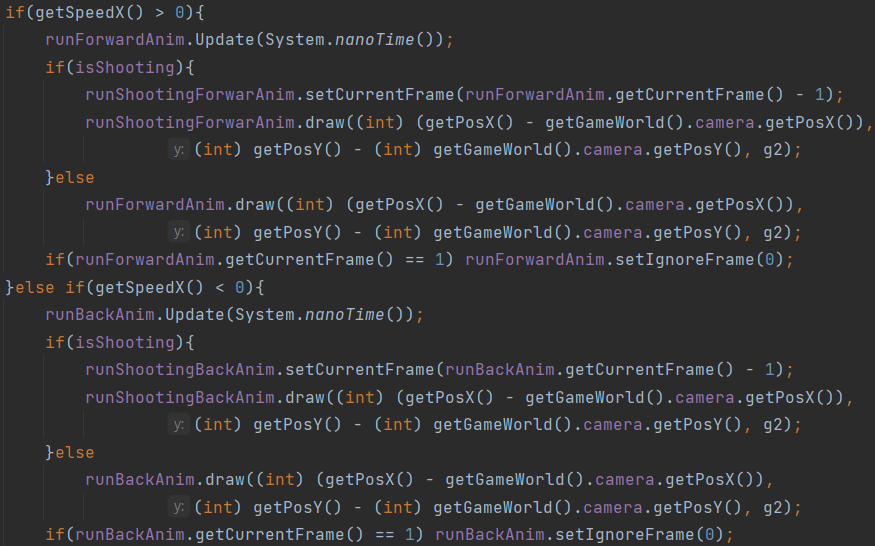 if(getSpeedX() > 0){
    runForwardAnim.Update(System.nanoTime());
    if(isShooting){
        runShootingForwarAnim.setCurrentFrame(runForwardAnim.getCurrentFrame() - 1);
        runShootingForwarAnim.draw((int) (getPosX() - getGameWorld().camera.getPosX()),
                y: (int) getPosY() - (int) getGameWorld().camera.getPosY(), g2);
    }else
        runForwardAnim.draw((int) (getPosX() - getGameWorld().camera.getPosX()),
                y: (int) getPosY() - (int) getGameWorld().camera.getPosY(), g2);
    if(runForwardAnim.getCurrentFrame() == 1) runForwardAnim.setIgnoreFrame(0);
}else if(getSpeedX() < 0){
    runBackAnim.Update(System.nanoTime());
    if(isShooting){
        runShootingBackAnim.setCurrentFrame(runBackAnim.getCurrentFrame() - 1);
        runShootingBackAnim.draw((int) (getPosX() - getGameWorld().camera.getPosX()),
                y: (int) getPosY() - (int) getGameWorld().camera.getPosY(), g2);
    }else
        runBackAnim.draw((int) (getPosX() - getGameWorld().camera.getPosX()),
                y: (int) getPosY() - (int) getGameWorld().camera.getPosY(), g2);
    if(runBackAnim.getCurrentFrame() == 1) runBackAnim.setIgnoreFrame(0);